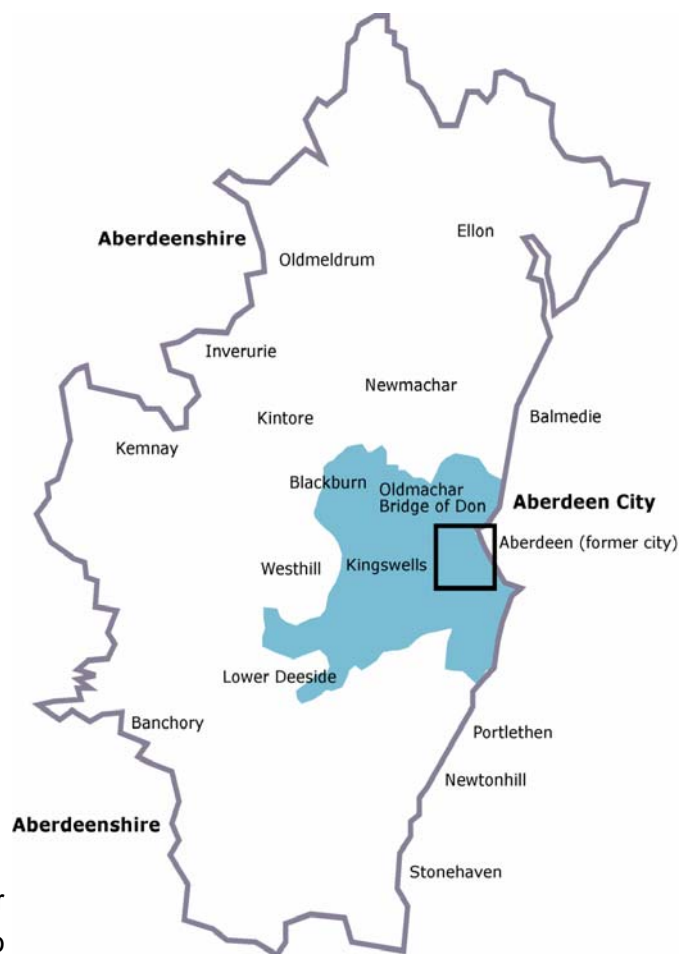 Ellon
Aberdeenshire
Oldmeldrum
Inverurie
Newmachar
Balmedie
Kintore
Kemnay
Blackburn
Oldmachar
Bridge of Don
Aberdeen City
Aberdeen (former city)
Westhill
Kingswells
Lower Deeside
Banchory
Portlethen
Newtonhill
Aberdeenshire
Stonehaven
r